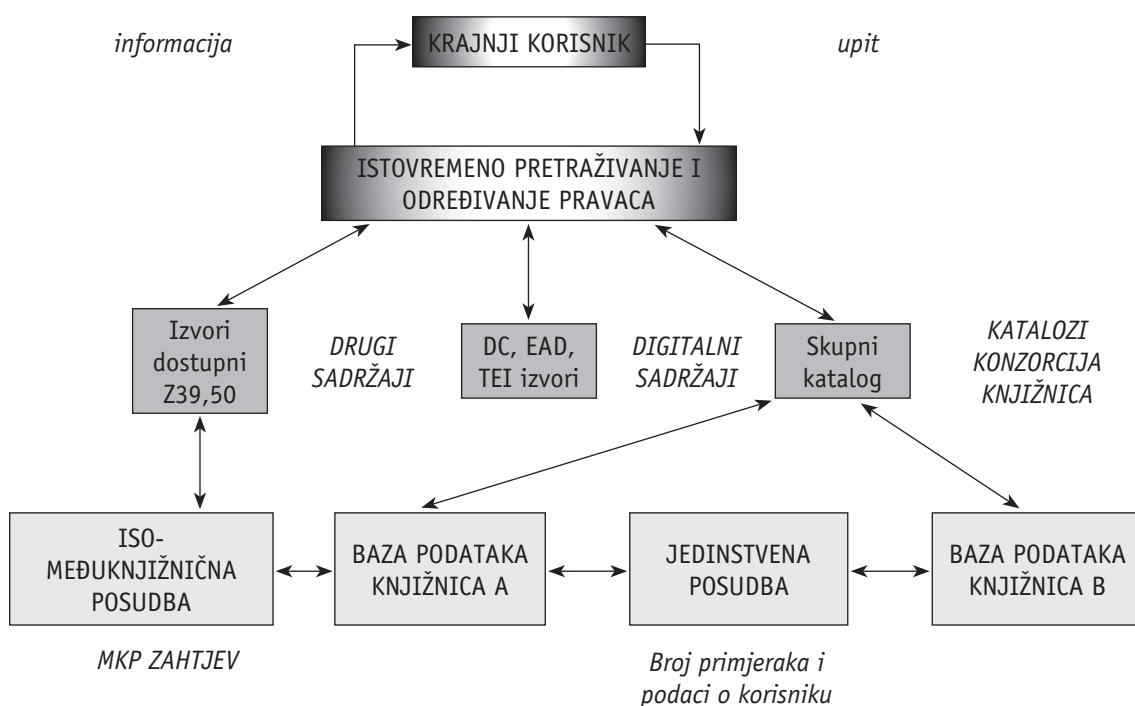 informacija
KRAJNJI KORISNIK
upit
ISTOVREMENO PRETRAŽIVANJE I
ODREĐIVANJE PRAVACA
Izvori
dostupni
Z39,50
DRUGI
SADRŽAJI
DC, EAD,
TEI izvori
DIGITALNI
SADRŽAJI
Skupni
katalog
KATALOZI
KONZORCIJA
KNJIŽNICA
ISO-
MEĐUKNJIŽNIČNA
POSUDBA
BAZA PODATAKA
KNJIŽNICA A
JEDINSTVENA
POSUDBA
BAZA PODATAKA
KNJIŽNICA B
MKP ZAHTJEV
Broj primjeraka i
podaci o korisniku